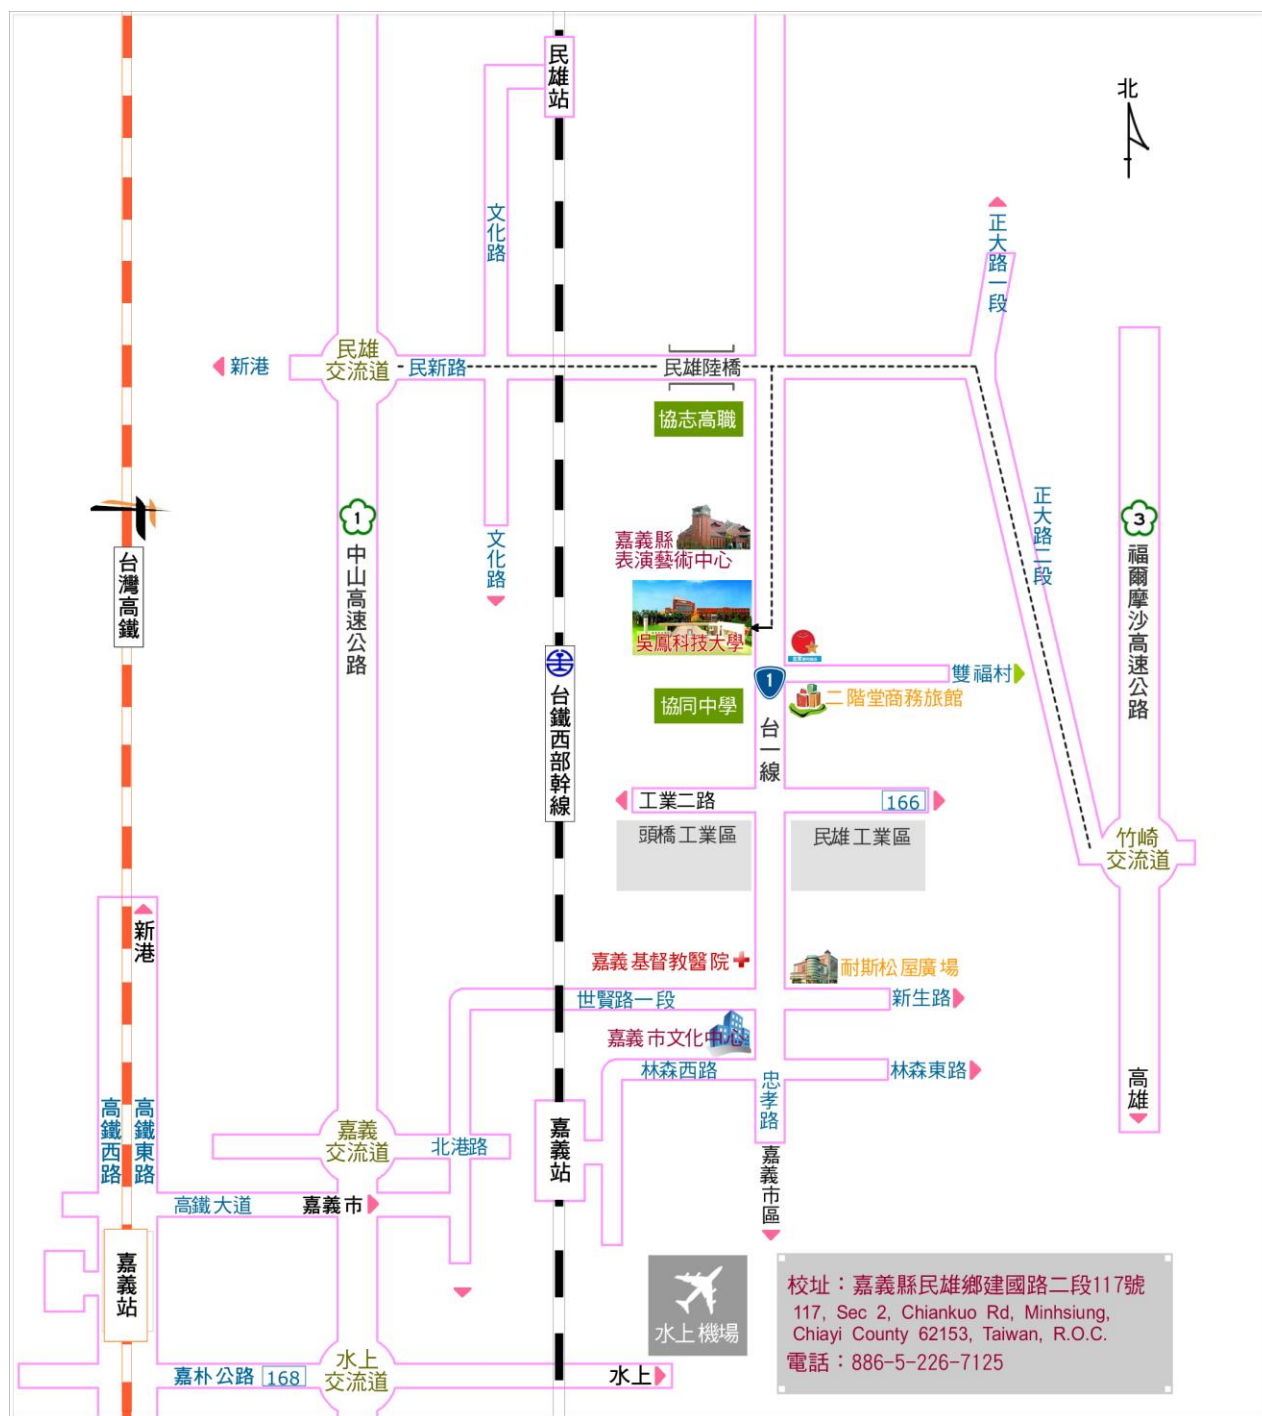 民雄站
北
文化路
正大路一段
新港
民雄
交流道
民新路
民雄陸橋
協志高職
正大路二段
1
中山高速公路
3
福爾摩沙高速公路
台灣高鐵
文化路
嘉義縣
表演藝術中心
吳鳳科技大學
台鐵西部幹線
1
台一線
雙福村
協同中學
二階堂商務旅館
工業二路
166
頭橋工業區
民雄工業區
竹崎
交流道
新港
嘉義基督教醫院
耐斯松屋廣場
世賢路一段
新生路
嘉義市文化中心
林森西路
林森東路
忠孝路
高雄
高鐵西路
高鐵東路
嘉義
交流道
北港路
嘉義站
嘉義市區
高鐵大道
嘉義市
嘉義站
水上機場
校址：嘉義縣民雄鄉建國路二段117號
117, Sec 2, Chiankuo Rd, Minhsiung,
Chiayi County 62153, Taiwan, R.O.C.
電話：886-5-226-7125
水上
交流道
嘉朴公路
168
水上